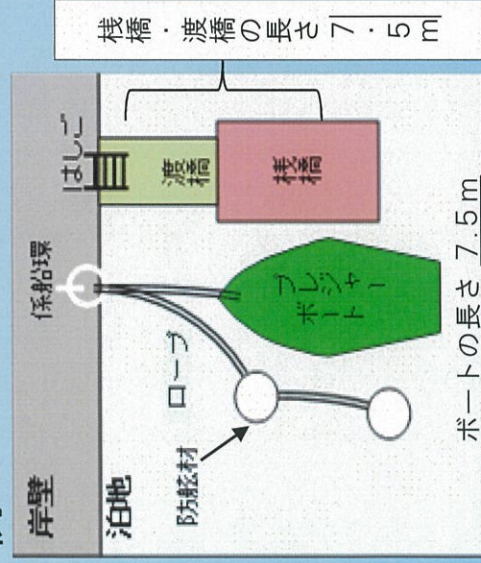 岸壁
係船環
はしご
泊地
ロープ
渡橋
防舷材
プレジャー
ボート
桟橋
桟橋・渡橋の長さ 7.5m
ボートの長さ 7.5m